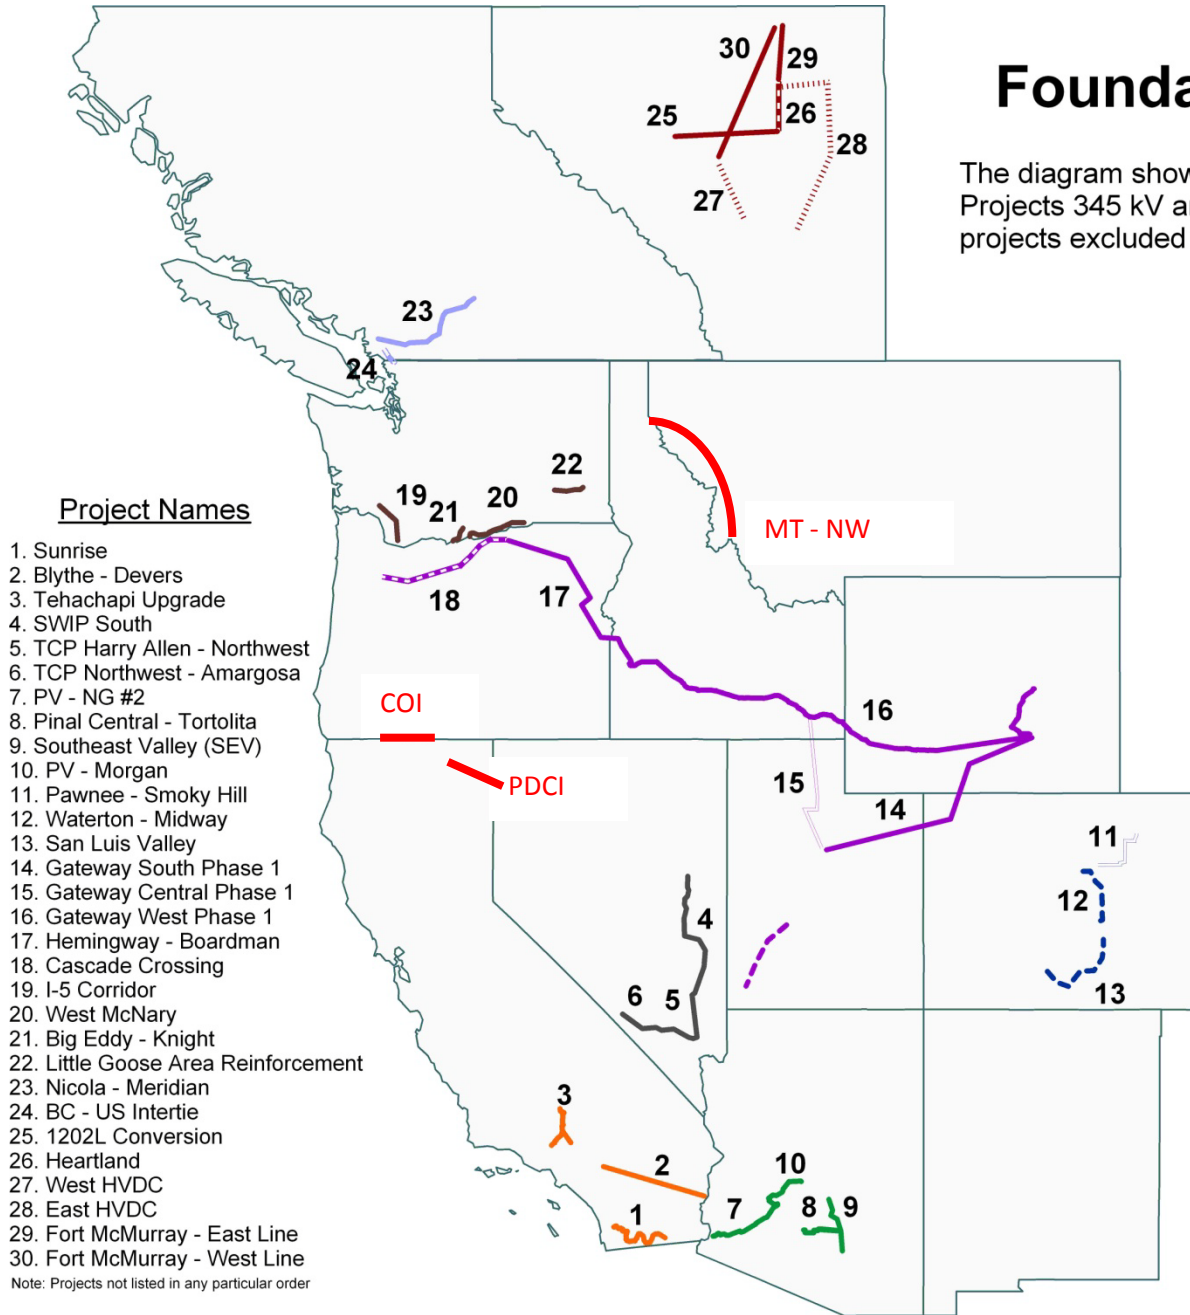 Founda
The diagram show
Projects 345 kV a
projects excluded
30
29
25
26
28
27
23
24
22
19
21
20
MT - NW
18
17
COI
16
PDCI
15
14
11
12
4
6
5
13
3
2
10
1
7
8
9
Project Names
1. Sunrise
2. Blythe - Devers
3. Tehachapi Upgrade
4. SWIP South
5. TCP Harry Allen - Northwest
6. TCP Northwest - Amargosa
7. PV - NG #2
8. Pinal Central - Tortolita
9. Southeast Valley (SEV)
10. PV - Morgan
11. Pawnee - Smoky Hill
12. Waterton - Midway
13. San Luis Valley
14. Gateway South Phase 1
15. Gateway Central Phase 1
16. Gateway West Phase 1
17. Hemingway - Boardman
18. Cascade Crossing
19. I-5 Corridor
20. West McNary
21. Big Eddy - Knight
22. Little Goose Area Reinforcement
23. Nicola - Meridian
24. BC - US Intertie
25. 1202L Conversion
26. Heartland
27. West HVDC
28. East HVDC
29. Fort McMurray - East Line
30. Fort McMurray - West Line
Note: Projects not listed in any particular order